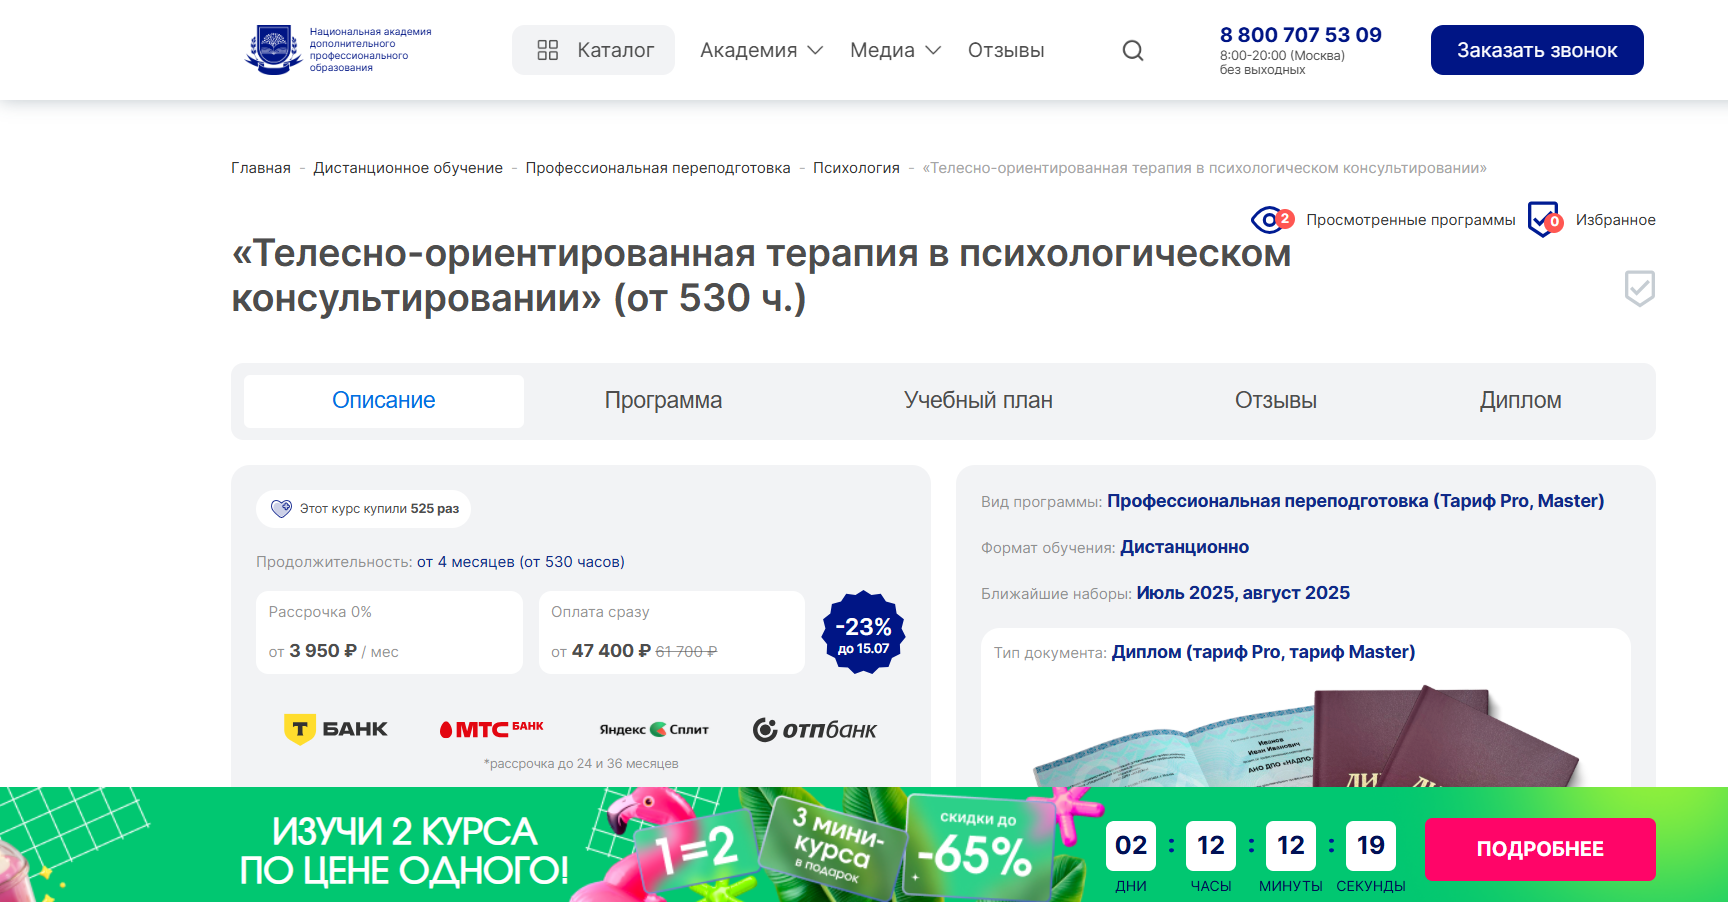 Национальная академия
дополнительного
профессионального
образования
Каталог
Академия
Медиа
Отзывы
8 800 707 53 09
8:00-20:00 (Москва)
без выходных
Заказать звонок
Главная - Дистанционное обучение - Профессиональная переподготовка - Психология - «Телесно-ориентированная терапия в психологическом консультировании»
2 Просмотренные программы
0 Избранное
«Телесно-ориентированная терапия в психологическом
консультировании» (от 530 ч.)
Описание
Программа
Учебный план
Отзывы
Диплом
Этот курс купили 525 раз
Продолжительность: от 4 месяцев (от 530 часов)
Рассрочка 0%
от 3 950 ₽ / мес
Оплата сразу
от 47 400 ₽ 61 700 ₽
-23%
до 15.07
Т БАНК
МТС БАНК
Яндекс Сплит
отпбанк
*рассрочка до 24 и 36 месяцев
Вид программы: Профессиональная переподготовка (Тариф Pro, Master)
Формат обучения: Дистанционно
Ближайшие наборы: Июль 2025, август 2025
Тип документа: Диплом (тариф Pro, тариф Master)
Иванов
Иван Иванович
АНО ДПО «НАДПО
ИЗУЧИ 2 КУРСА
ПО ЦЕНЕ ОДНОГО!
1=2
3 мини-
курса
в подарок
скидки до
-65%
02 : 12 : 12 : 19
ДНИ ЧАСЫ МИНУТЫ СЕКУНДЫ
ПОДРОБНЕЕ